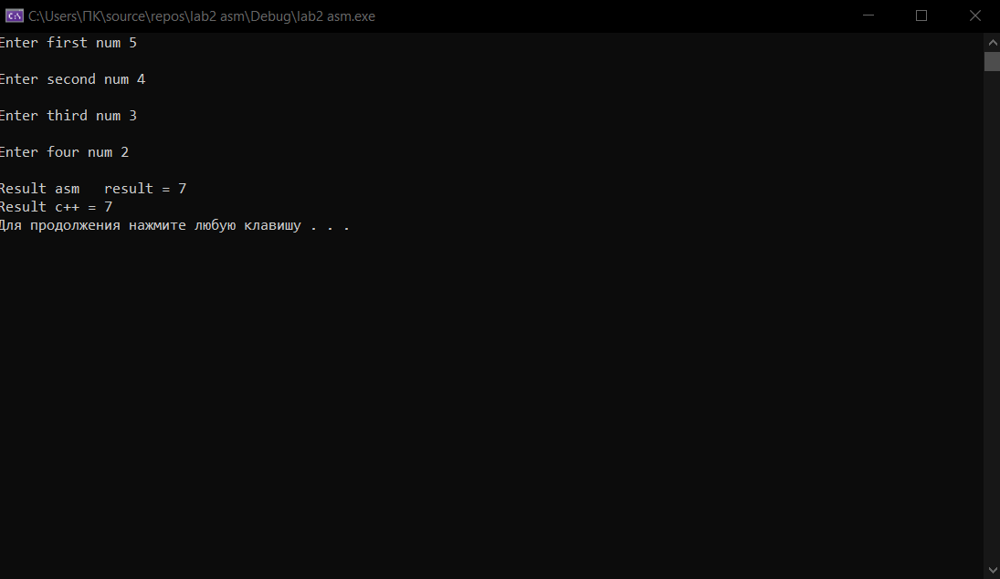 C:\Users\ПК\source\repos\lab2 asm\Debug\lab2 asm.exe
Enter first num 5
Enter second num 4
Enter third num 3
Enter four num 2
Result asm   result = 7
Result c++ = 7
Для продолжения нажмите любую клавишу . . .